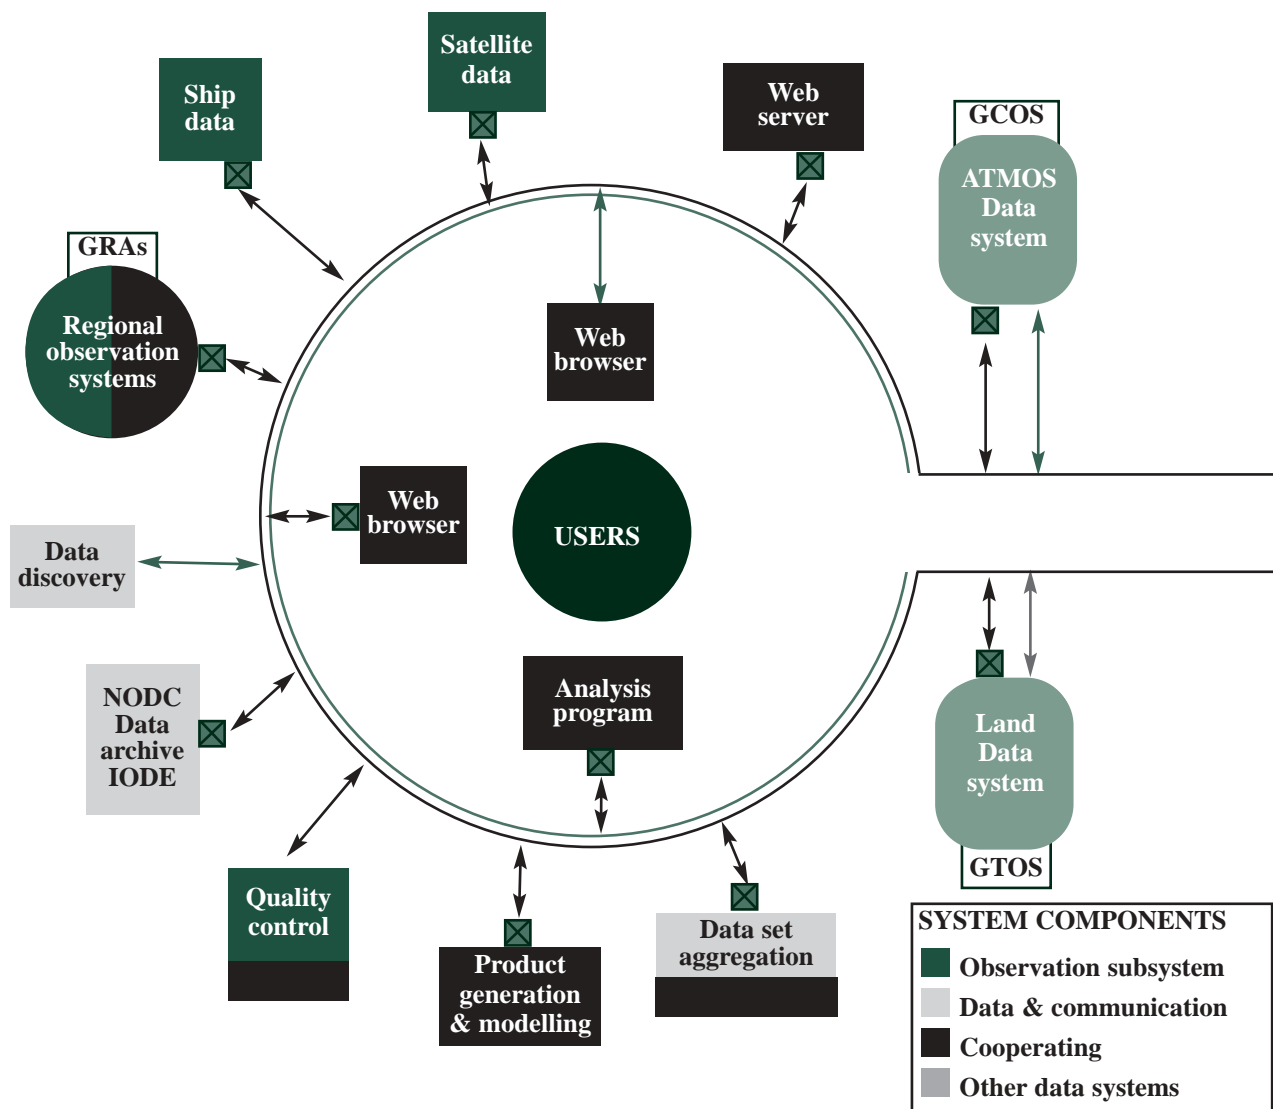 Satellite
data
Ship
data
Web
server
GCOS
ATMOS
Data
system
GRAs
Regional
observation
systems
Web
browser
Web
browser
USERS
Data
discovery
NODC
Data
archive
IODE
Analysis
program
Land
Data
system
GTOS
Quality
control
Product
generation
& modelling
Data set
aggregation
SYSTEM COMPONENTS
Observation subsystem
Data & communication
Cooperating
Other data systems